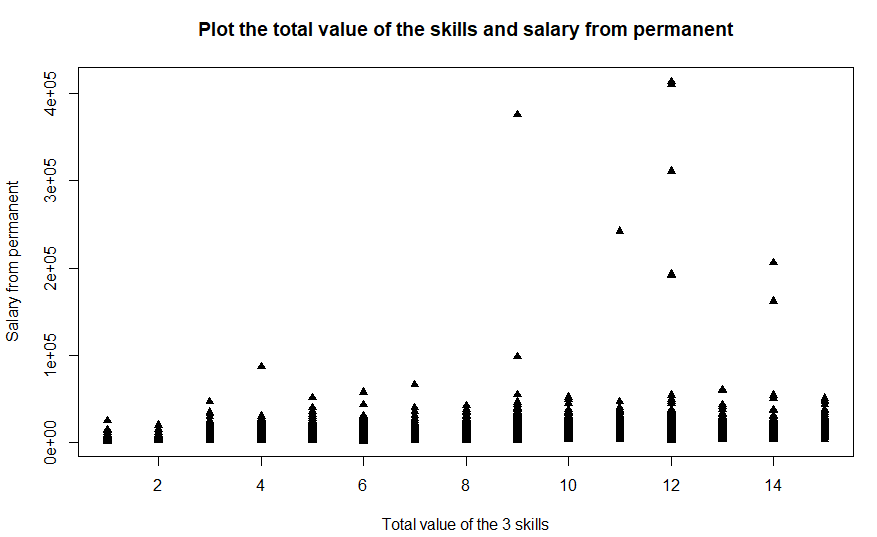 Plot the total value of the skills and salary from permanent
Salary from permanent
4e+05
3e+05
2e+05
1e+05
0e+00
2 4 6 8 10 12 14
Total value of the 3 skills